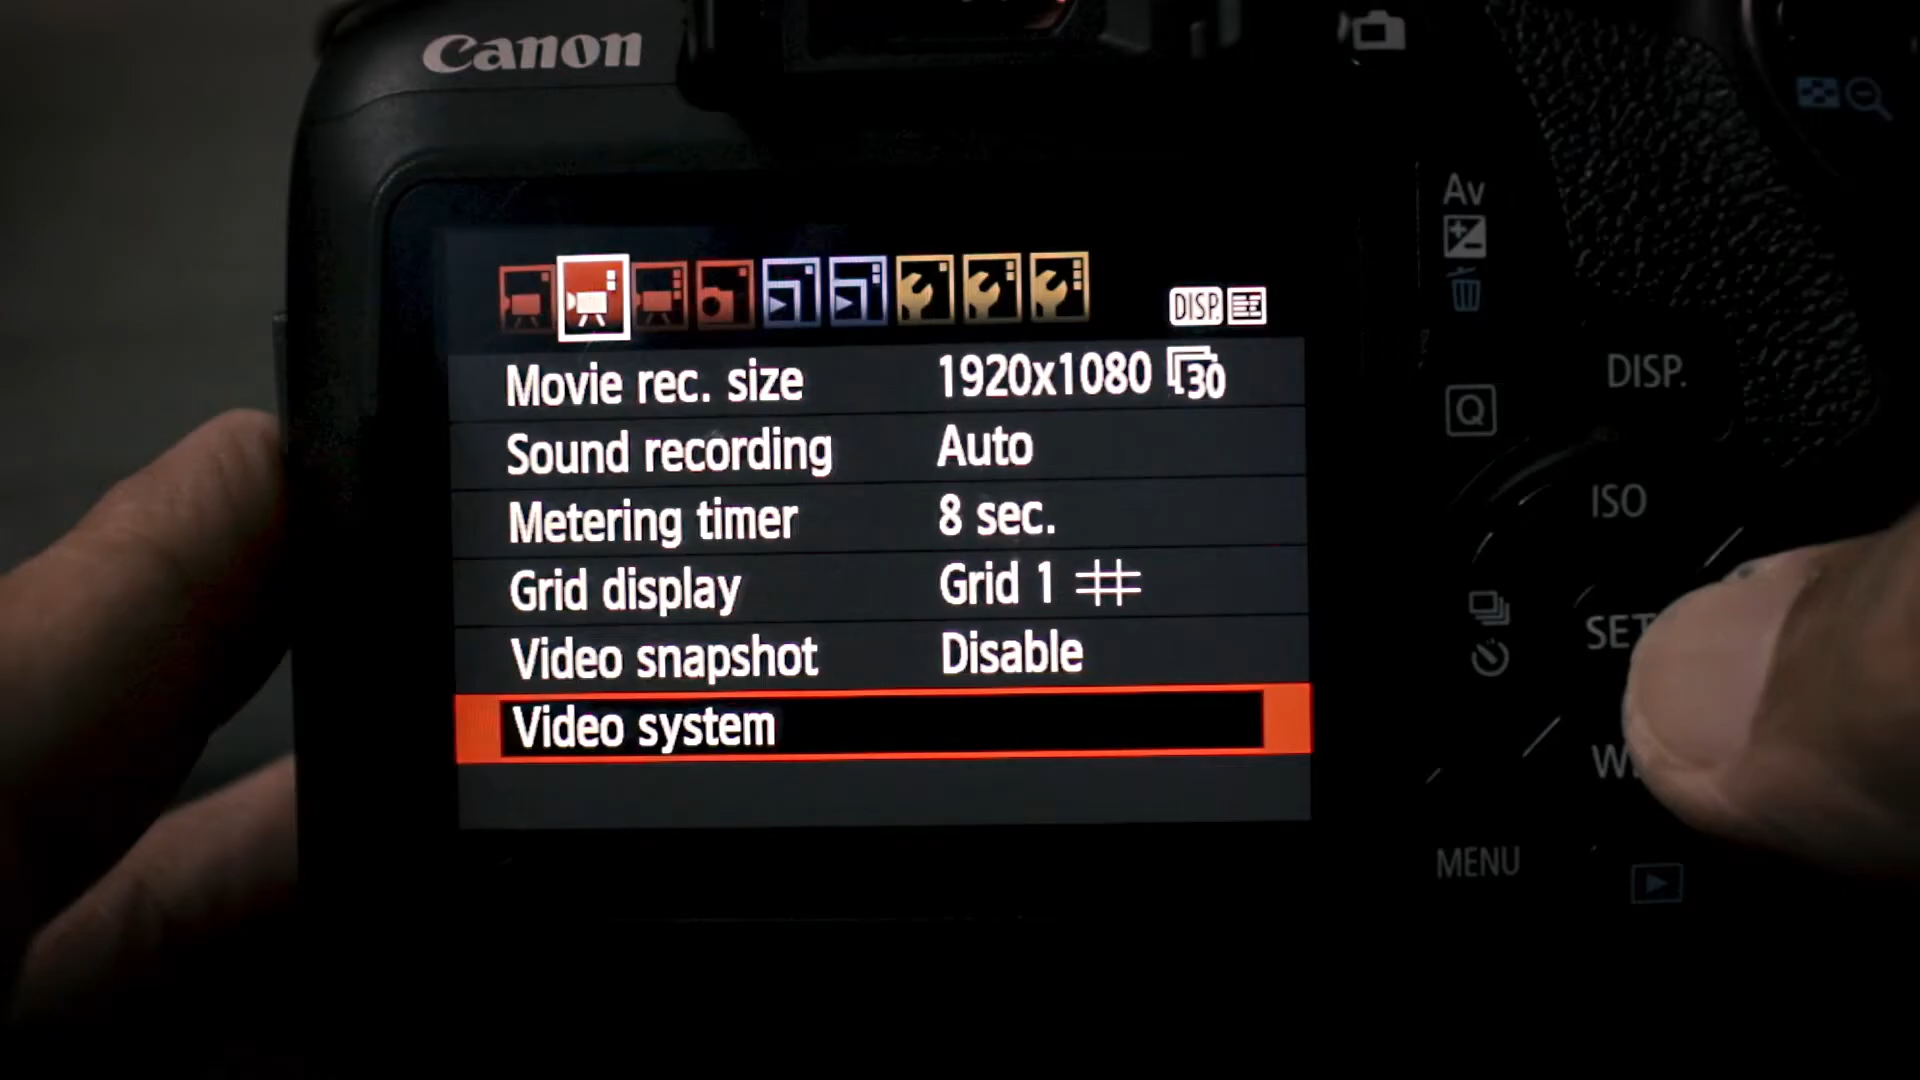 Canon
DISP.
Movie rec. size 1920x1080 30
Sound recording Auto
Metering timer 8 sec.
Grid display Grid 1
Video snapshot Disable
Video system
Av
DISP.
Q
ISO
SET
MENU